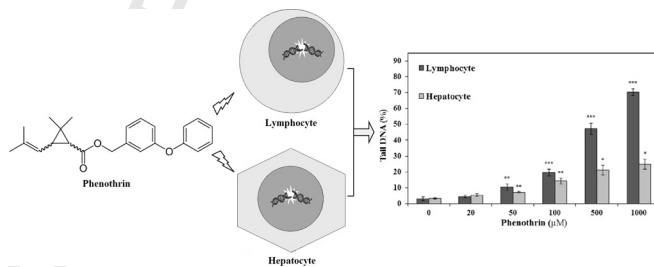 O
O
Phenothrin
Lymphocyte
Hepatocyte
Tail DNA (%)
90
80
70
60
50
40
30
20
10
0
Lymphocyte
Hepatocyte
**
**
***
**
***
*
***
*
0 20 50 100 500 1000
Phenothrin (µM)